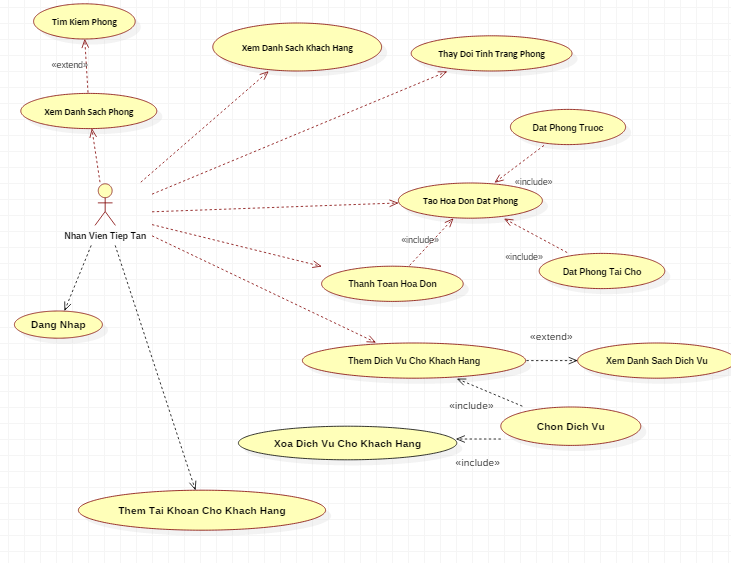 Tim Kiem Phong
Xem Danh Sach Khach Hang
Thay Doi Tinh Trang Phong
«extend»
Xem Danh Sach Phong
Dat Phong Truoc
«include»
Tao Hoa Don Dat Phong
Nhan Vien Tiep Tan
«include»
«include»
Dat Phong Tai Cho
Thanh Toan Hoa Don
Dang Nhap
«extend»
Them Dich Vu Cho Khach Hang
Xem Danh Sach Dich Vu
«include»
Chon Dich Vu
Xoa Dich Vu Cho Khach Hang
«include»
Them Tai Khoan Cho Khach Hang